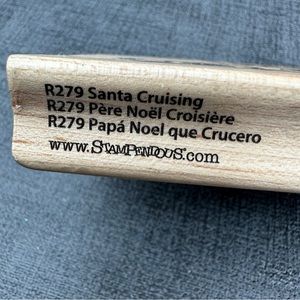 R279 Santa Cruising
R279 Père Noël Croisière
R279 Papá Noel que Crucero
www.STAMPENDOUS.com